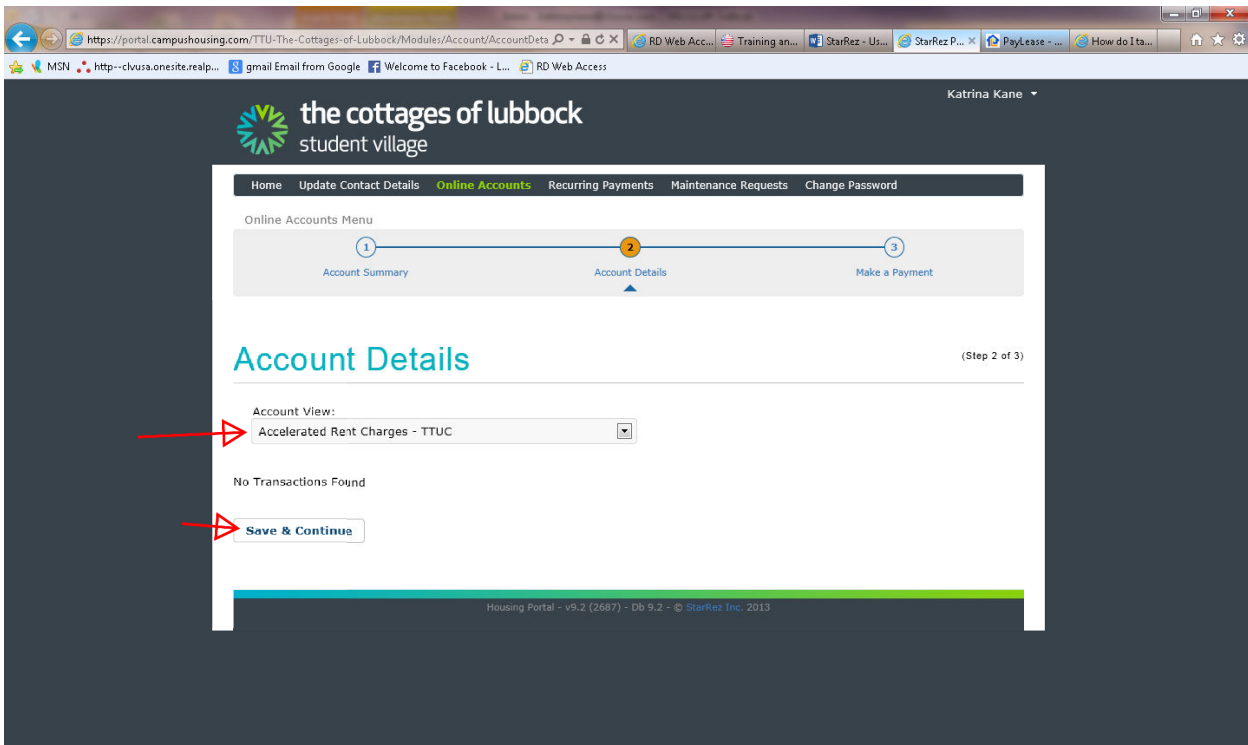 https://portal.campushousing.com/TTU-The-Cottages-of-Lubbock/Modules/Account/AccountDeta
RD Web Acc...
Training an...
StarRez - Us...
StarRez P...
PayLease - ...
How do I ta...
MSN
http--clvusa.onesite.realp...
gmail Email from Google
Welcome to Facebook - L...
RD Web Access
Katrina Kane
the cottages of lubbock
student village
Home Update Contact Details Online Accounts Recurring Payments Maintenance Requests Change Password
Online Accounts Menu
1 2 3
Account Summary Account Details Make a Payment
Account Details
(Step 2 of 3)
Account View:
Accelerated Rent Charges - TTUC
No Transactions Found
Save & Continue
Housing Portal - v9.2 (2687) - Db 9.2 - © StarRez Inc. 2013